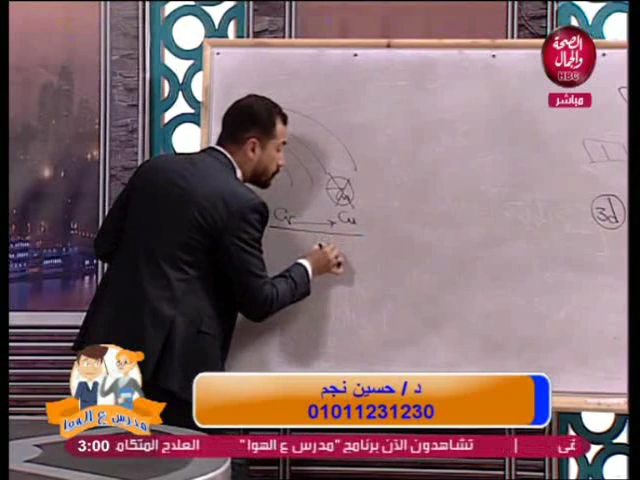 الصحة
والجمال
HBC
مباشر
3d
Cr → Cu
د / حسين نجم
01011231230
مدرس ع الهوا
3:00 تشاهدون الآن برنامج "مدرس ع الهوا" العلاج المتكام